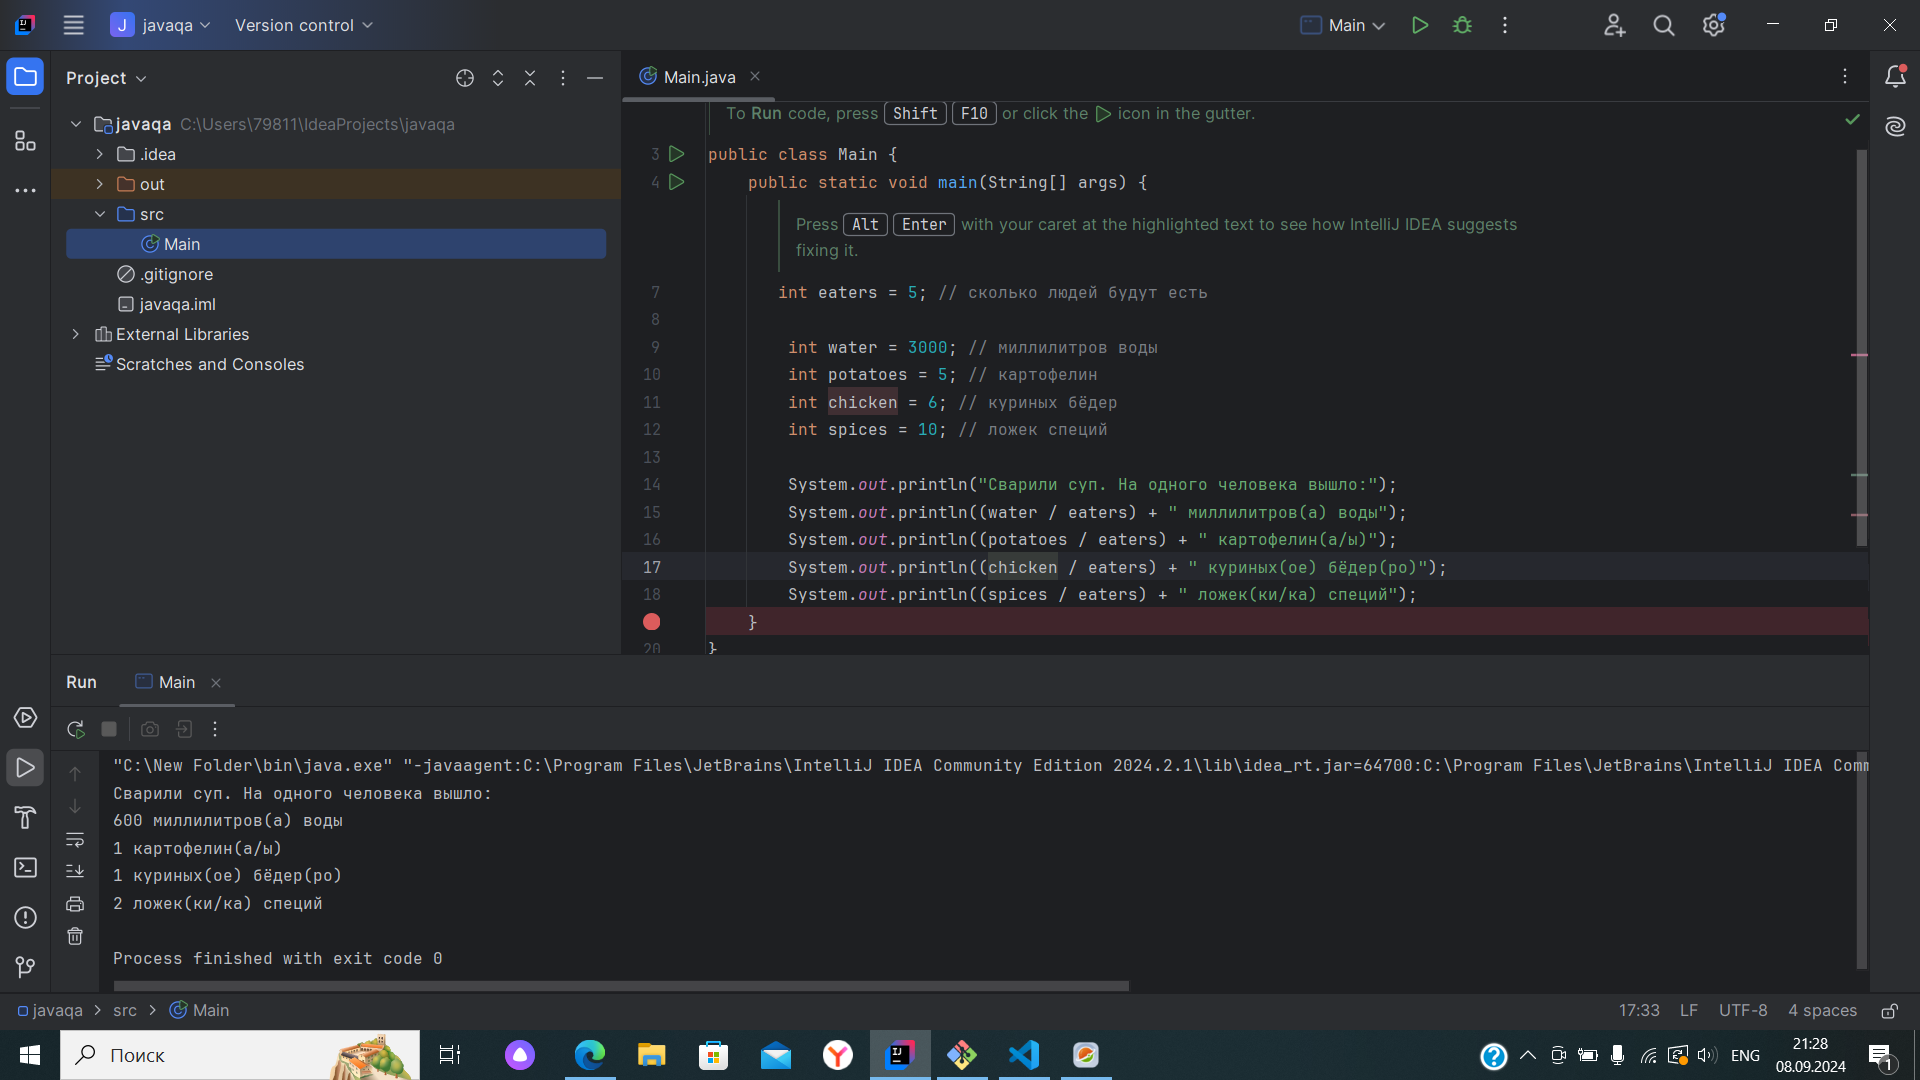 J javaqa Version control Main
Project
Main.java
javaqa C:\Users\79811\IdeaProjects\javaqa
.idea
out
src
Main
.gitignore
javaqa.iml
External Libraries
Scratches and Consoles
To Run code, press Shift F10 or click the icon in the gutter.
3 public class Main {
4 public static void main(String[] args) {
Press Alt Enter with your caret at the highlighted text to see how IntelliJ IDEA suggests
fixing it.
7 int eaters = 5; // сколько людей будут есть
8
9 int water = 3000; // миллилитров воды
10 int potatoes = 5; // картофелин
11 int chicken = 6; // куриных бёдер
12 int spices = 10; // ложек специй
13
14 System.out.println("Сварили суп. На одного человека вышло:");
15 System.out.println((water / eaters) + " миллилитров(а) воды");
16 System.out.println((potatoes / eaters) + " картофелин(а/ы)");
17 System.out.println((chicken / eaters) + " куриных(ое) бёдер(ро)");
18 System.out.println((spices / eaters) + " ложек(ки/ка) специй");
}
20 }
Run Main
"C:\New Folder\bin\java.exe" "-javaagent:C:\Program Files\JetBrains\IntelliJ IDEA Community Edition 2024.2.1\lib\idea_rt.jar=64700:C:\Program Files\JetBrains\IntelliJ IDEA Comm
Сварили суп. На одного человека вышло:
600 миллилитров(а) воды
1 картофелин(а/ы)
1 куриных(ое) бёдер(ро)
2 ложек(ки/ка) специй
Process finished with exit code 0
javaqa src Main 17:33 LF UTF-8 4 spaces
Поиск ENG 21:28
08.09.2024 1